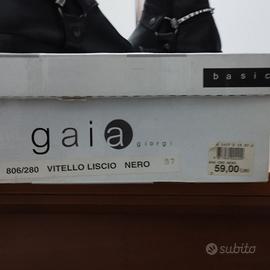 basic
gaia
giorgi
806/280 VITELLO LISCIO NERO 37
59,00
subito